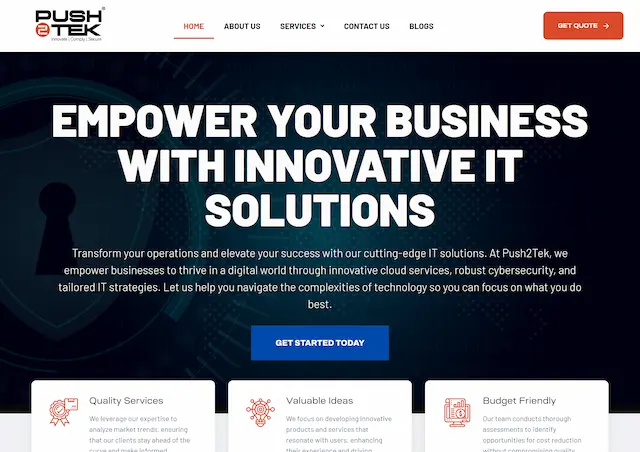 PUSH
2TEK
Innovate | Comply | Secure
HOME
ABOUT US
SERVICES
CONTACT US
BLOGS
GET QUOTE
EMPOWER YOUR BUSINESS
WITH INNOVATIVE IT
SOLUTIONS
Transform your operations and elevate your success with our cutting-edge IT solutions. At Push2Tek, we
empower businesses to thrive in a digital world through innovative cloud services, robust cybersecurity, and
tailored IT strategies. Let us help you navigate the complexities of technology so you can focus on what you do
best.
GET STARTED TODAY
Quality Services
We leverage our expertise to
analyze market trends, ensuring
that our clients stay ahead of the
curve and make informed
Valuable Ideas
We focus on developing innovative
products and services that
resonate with users, enhancing
their experience and driving
Budget Friendly
Our team conducts thorough
assessments to identify
opportunities for cost reduction
without compromising quality